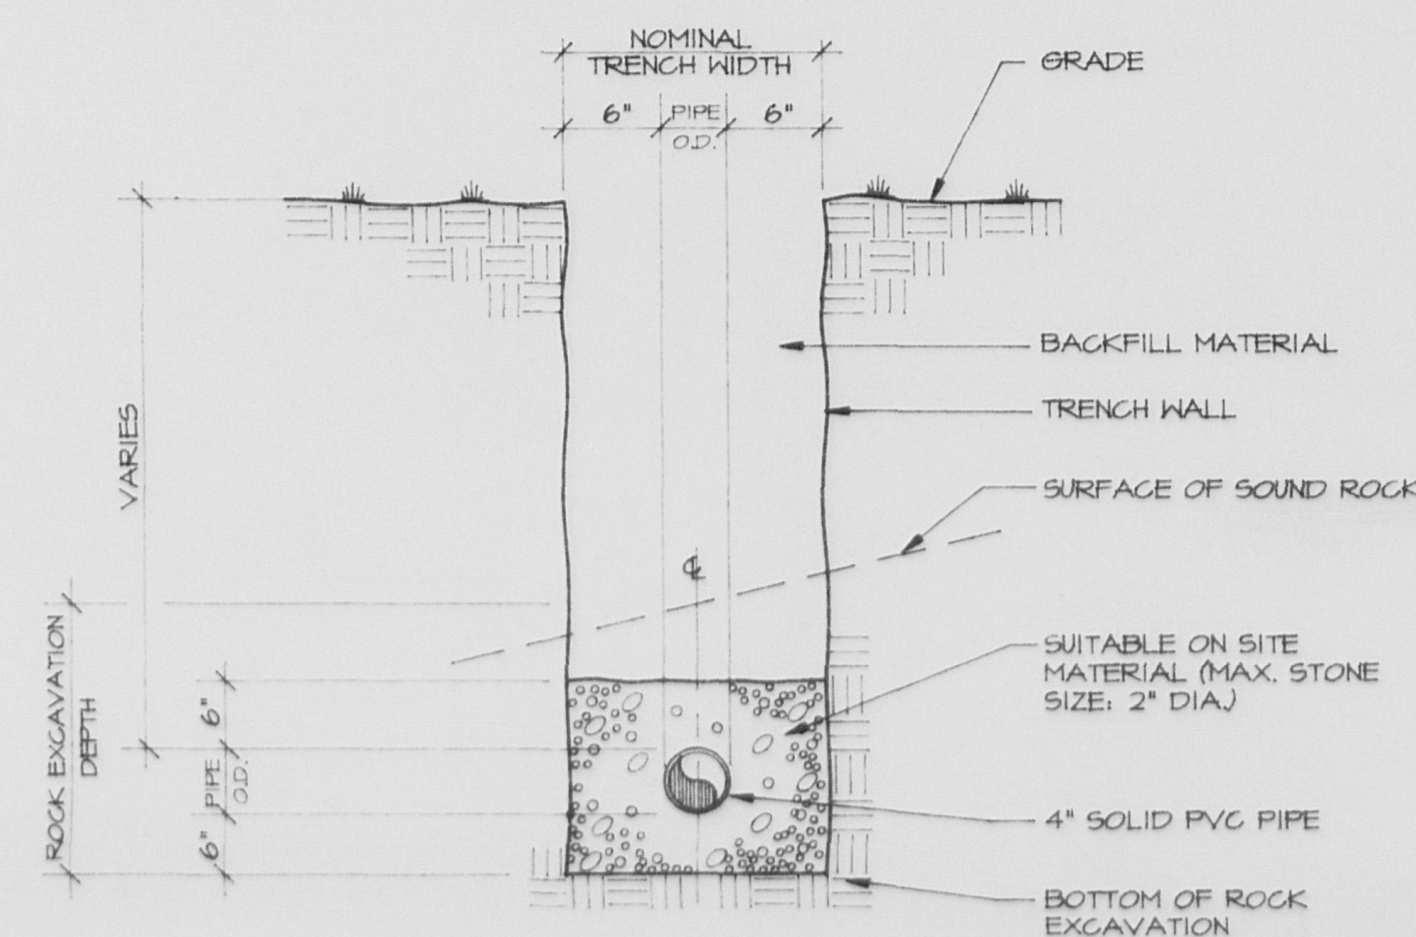 NOMINAL
TRENCH WIDTH
6" PIPE 6"
O.D.
GRADE
BACKFILL MATERIAL
TRENCH WALL
VARIES
SURFACE OF SOUND ROCK
℄
SUITABLE ON SITE
MATERIAL (MAX. STONE
SIZE: 2" DIA.)
ROCK EXCAVATION
DEPTH
6"
PIPE
O.D.
6"
4" SOLID PVC PIPE
BOTTOM OF ROCK
EXCAVATION